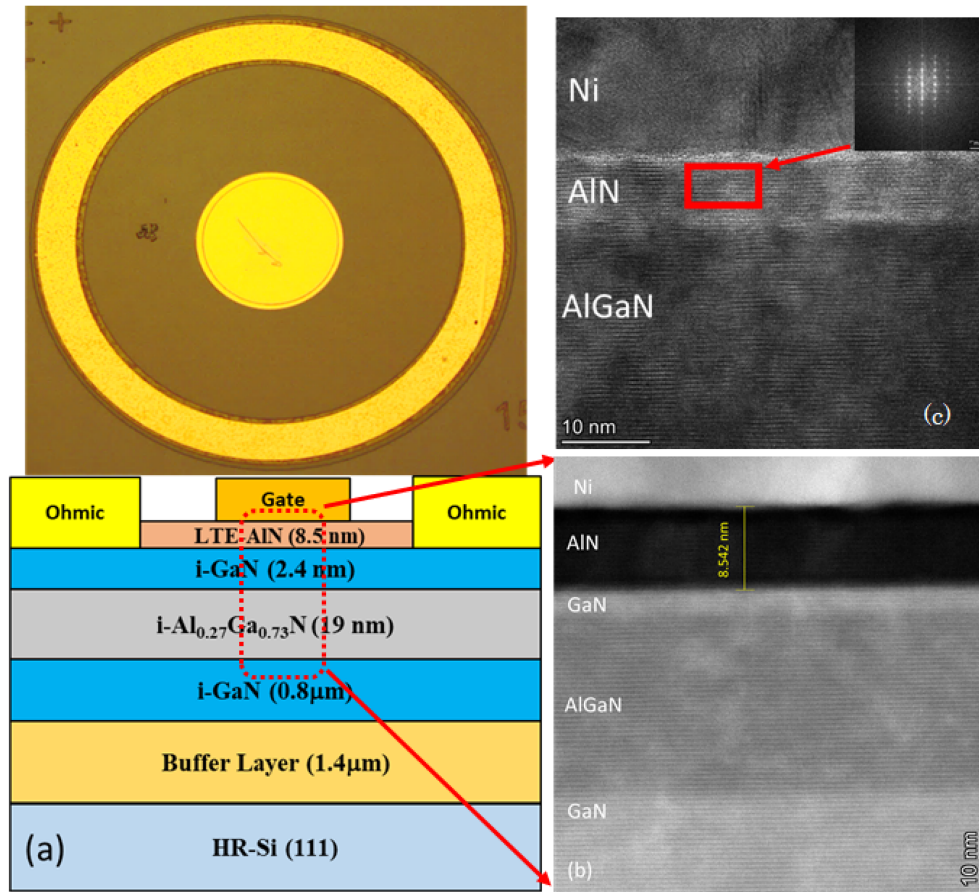 Ni
AlN
AlGaN
(c)
10 nm
Ohmic
Gate
Ohmic
LTE AlN (8.5 nm)
i-GaN (2.4 nm)
i-Al₀.₂₇Ga₀.₇₃N (19 nm)
i-GaN (0.8μm)
Buffer Layer (1.4μm)
HR-Si (111)
(a)
Ni
AlN
8.542 nm
GaN
AlGaN
GaN
(b)
10 nm